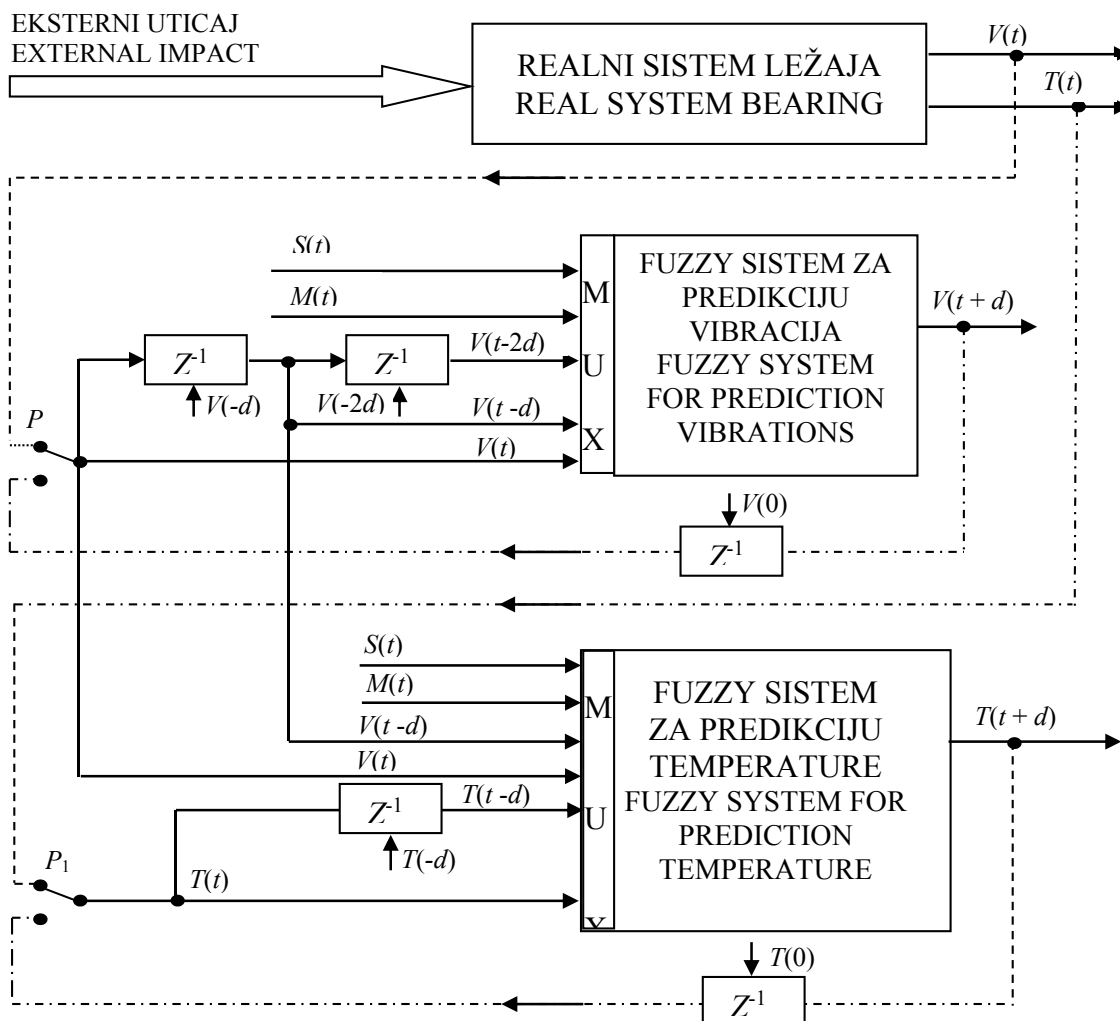 EKSTERNI UTICAJ
EXTERNAL IMPACT
REALNI SISTEM LEŽAJA
REAL SYSTEM BEARING
V(t)
T(t)
S(t)
M(t)
Z⁻¹
V(-d)
Z⁻¹
V(-2d)
V(t-2d)
V(t -d)
V(t)
P
M
U
X
FUZZY SISTEM ZA
PREDIKCIJU
VIBRACIJA
FUZZY SYSTEM
FOR PREDICTION
VIBRATIONS
V(t + d)
V(0)
Z⁻¹
S(t)
M(t)
V(t -d)
V(t)
Z⁻¹
T(t -d)
T(-d)
P₁
T(t)
M
U
X
FUZZY SISTEM
ZA PREDIKCIJU
TEMPERATURE
FUZZY SYSTEM FOR
PREDICTION
TEMPERATURE
T(t + d)
T(0)
Z⁻¹